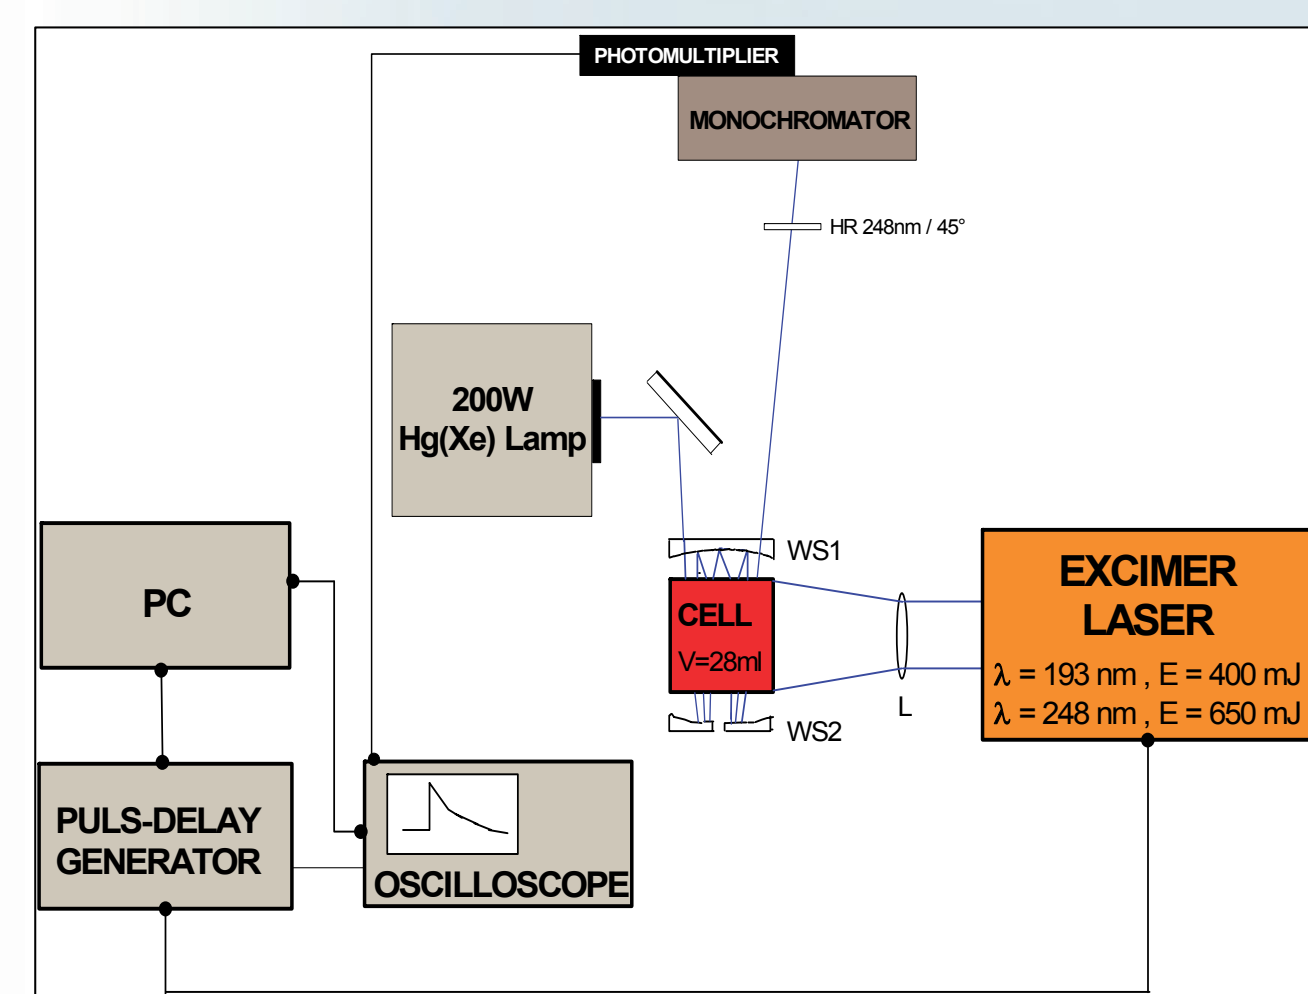 PHOTOMULTIPLIER
MONOCHROMATOR
HR 248nm / 45°
200W
Hg(Xe) Lamp
WS1
CELL
V=28ml
WS2
L
EXCIMER
LASER
λ = 193 nm , E = 400 mJ
λ = 248 nm , E = 650 mJ
PC
PULS-DELAY
GENERATOR
OSCILLOSCOPE